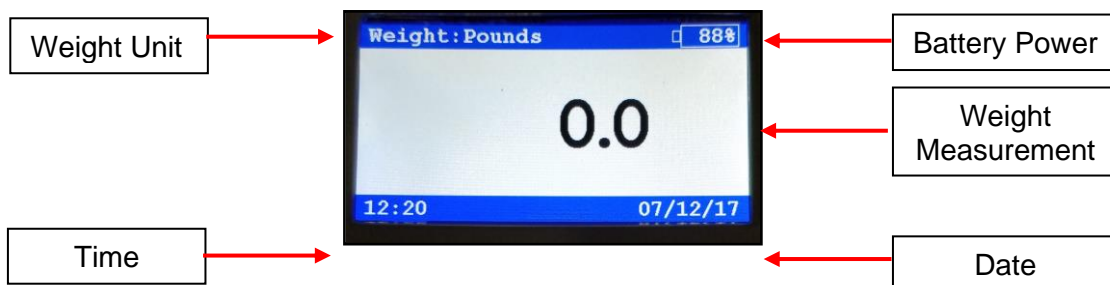 Weight Unit
Weight:Pounds
88%
Battery Power
0.0
Weight
Measurement
12:20
07/12/17
Time
Date